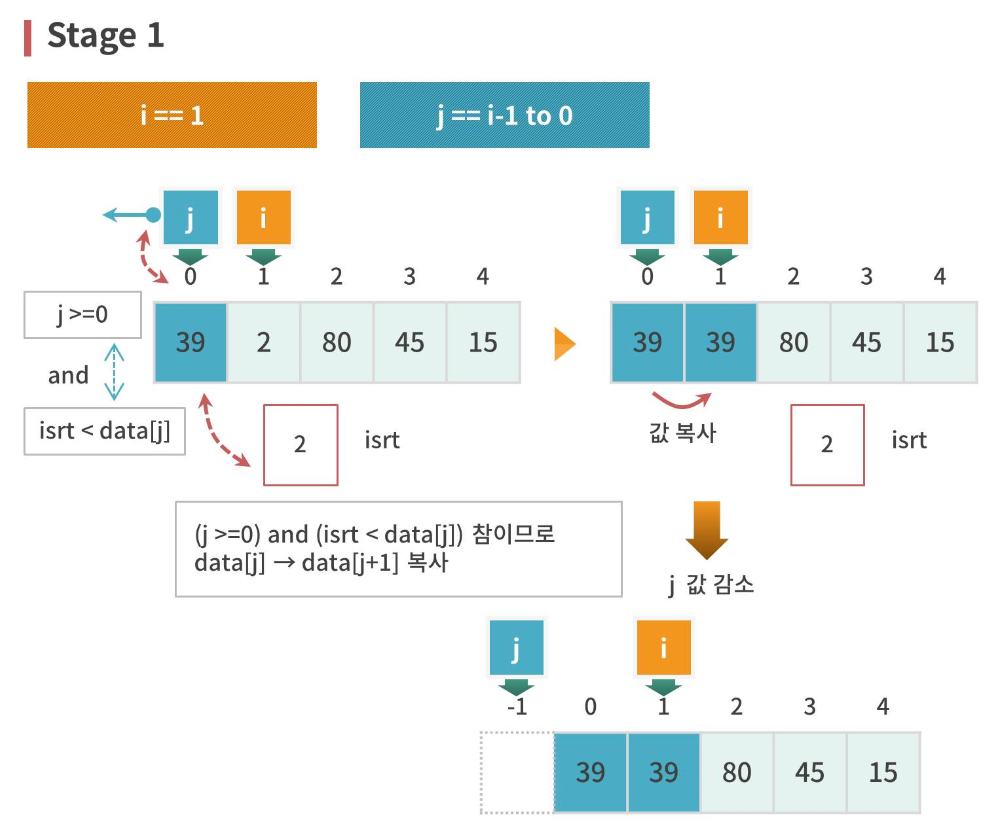 Stage 1
i == 1
j == i-1 to 0
j i
0 1 2 3 4
j >=0
and
isrt < data[j]
39 2 80 45 15
2 isrt
j i
0 1 2 3 4
39 39 80 45 15
값 복사
2 isrt
(j >=0) and (isrt < data[j]) 참이므로
data[j] → data[j+1] 복사
j 값 감소
j i
-1 0 1 2 3 4
39 39 80 45 15